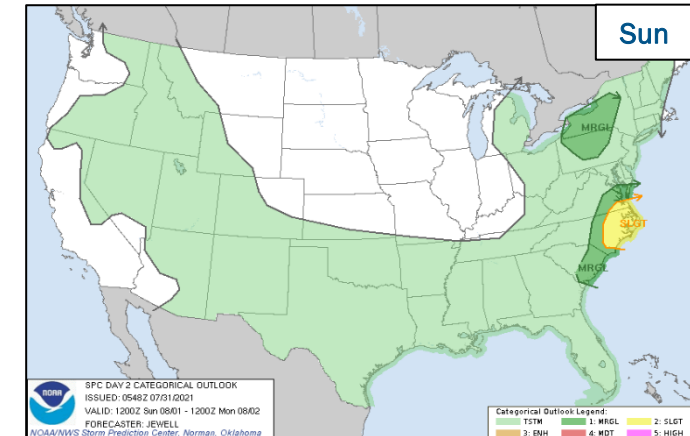 Sun
MRGL
SLGT
MRGL
NOAA
SPC DAY 2 CATEGORICAL OUTLOOK
ISSUED: 0548Z 07/31/2021
VALID: 1200Z Sun 08/01 - 1200Z Mon 08/02
FORECASTER: JEWELL
NOAA/NWS Storm Prediction Center, Norman, Oklahoma
Categorical Outlook Legend:
TSTM 1: MRGL 2: SLGT
3: ENH 4: MDT 5: HIGH